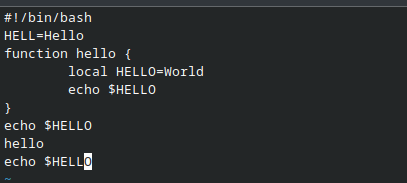 #!/bin/bash
HELL=Hello
function hello {
        local HELLO=World
        echo $HELLO
}
echo $HELLO
hello
echo $HELLO
~